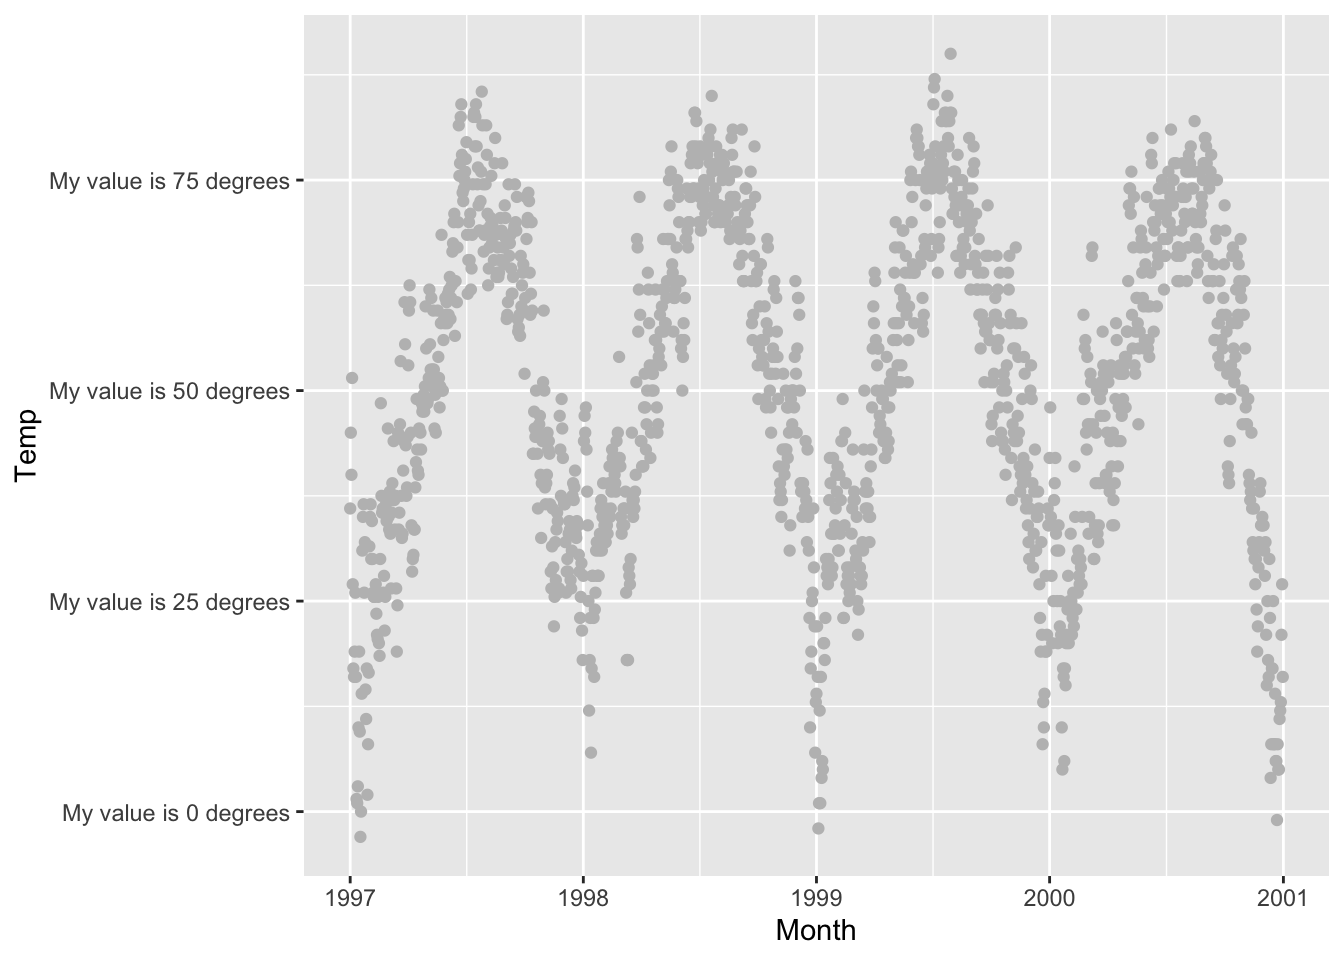 Temp
My value is 75 degrees
My value is 50 degrees
My value is 25 degrees
My value is 0 degrees
1997 1998 1999 2000 2001
Month